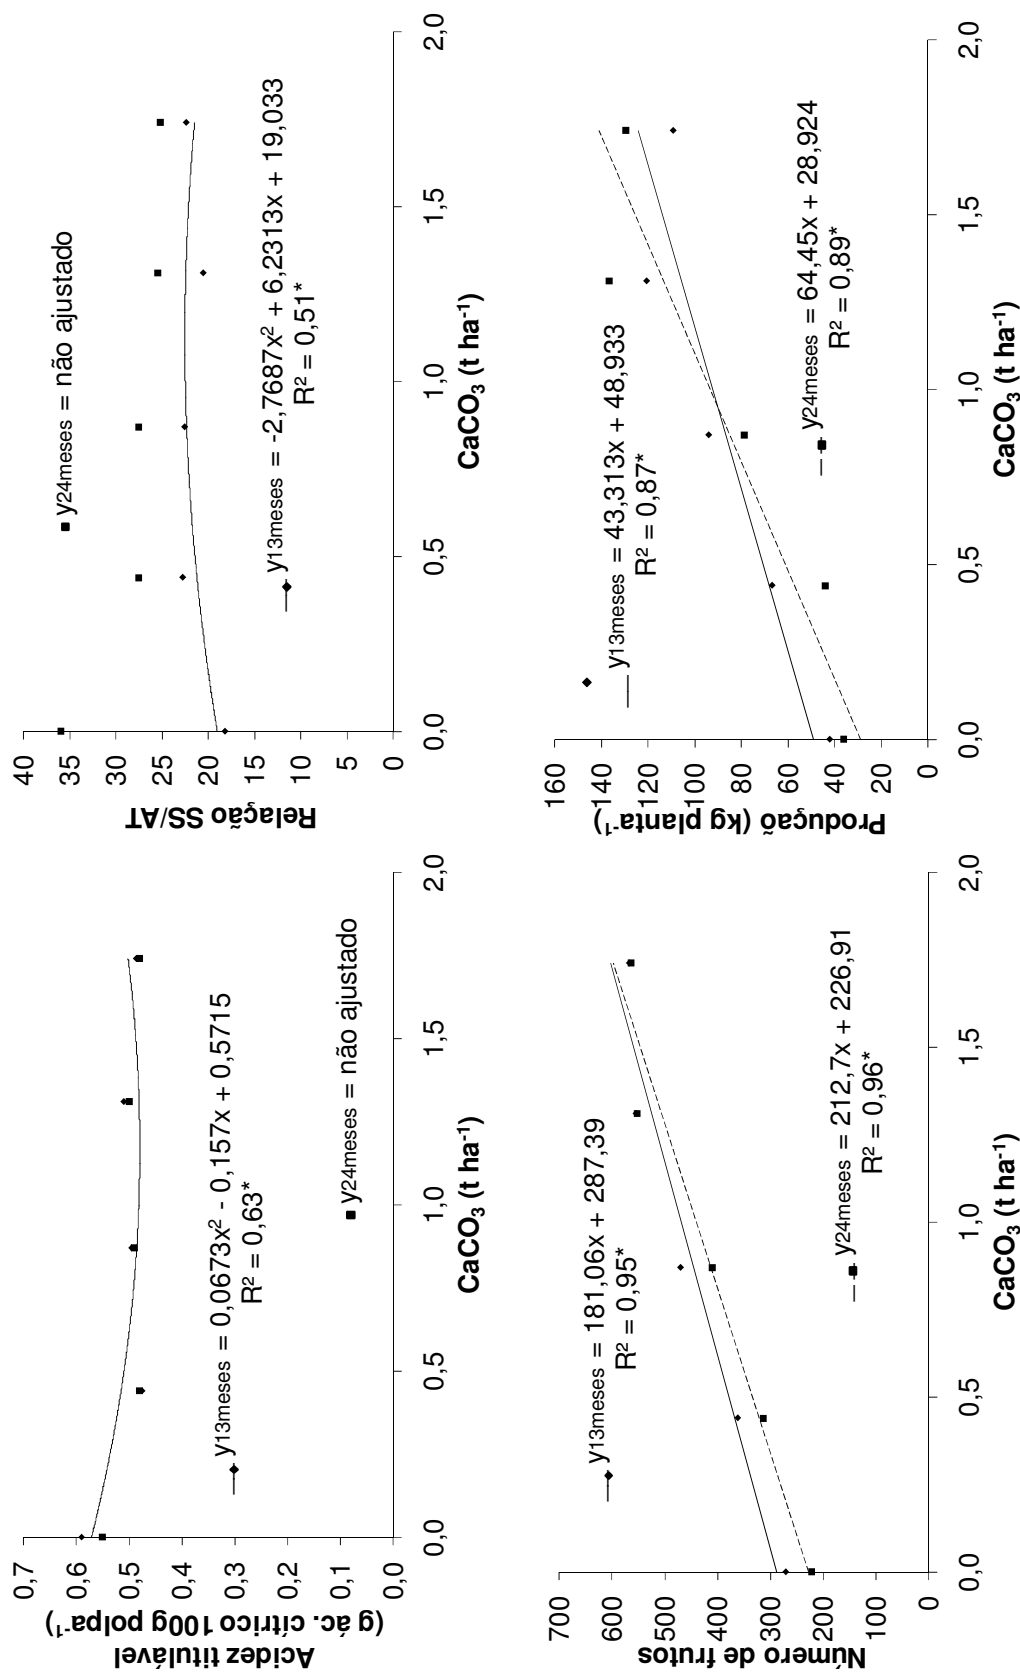 Acidez titulável
(g ác. cítrico 100g polpa⁻¹)
0,7
0,6
0,5
0,4
0,3
0,2
0,1
0,0
y13meses = 0,0673x² - 0,157x + 0,5715
R² = 0,63*
y24meses = não ajustado
0,0
0,5
1,0
1,5
2,0
CaCO₃ (t ha⁻¹)
Relação SS/AT
40
35
30
25
20
15
10
5
0
y24meses = não ajustado
y13meses = -2,7687x² + 6,2313x + 19,033
R² = 0,51*
0,0
0,5
1,0
1,5
2,0
CaCO₃ (t ha⁻¹)
Número de frutos
700
600
500
400
300
200
100
0
y13meses = 181,06x + 287,39
R² = 0,95*
y24meses = 212,7x + 226,91
R² = 0,96*
0,0
0,5
1,0
1,5
2,0
CaCO₃ (t ha⁻¹)
Produção (kg planta⁻¹)
160
140
120
100
80
60
40
20
0
y13meses = 43,313x + 48,933
R² = 0,87*
y24meses = 64,45x + 28,924
R² = 0,89*
0,0
0,5
1,0
1,5
2,0
CaCO₃ (t ha⁻¹)